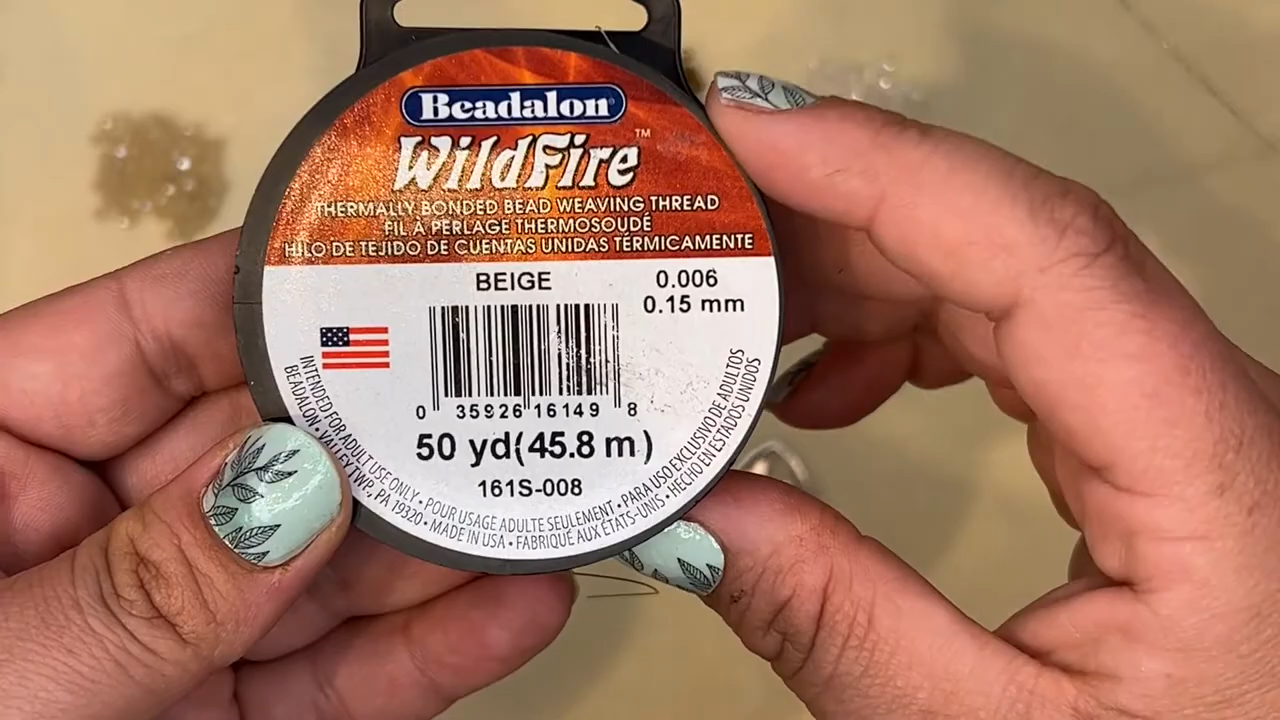 Beadalon®
WildFire™
THERMALLY BONDED BEAD WEAVING THREAD
FIL À PERLAGE THERMOSOUDÉ
HILO DE TEJIDO DE CUENTAS UNIDAS TÉRMICAMENTE
BEIGE
0.006
0.15 mm
0 35926 16149 8
50 yd(45.8 m)
161S-008
INTENDED FOR ADULT USE ONLY • POUR USAGE ADULTE SEULEMENT • PARA USO EXCLUSIVO DE ADULTOS
BEADALON • VALLEY TWP., PA 19320 • MADE IN USA • FABRIQUÉ AUX ÉTATS-UNIS • HECHO EN ESTADOS UNIDOS